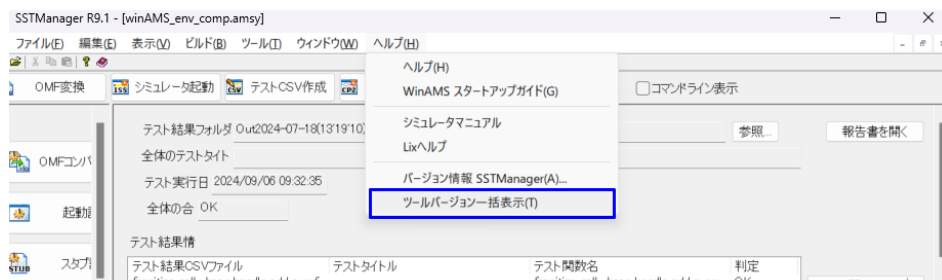 SSTManager R9.1 - [winAMS_env_comp.amsy]
ファイル(F) 編集(E) 表示(V) ビルド(B) ツール(T) ウィンドウ(W) ヘルプ(H)
OMF変換 シミュレータ起動 テストCSV作成 コマンドライン表示
ヘルプ(H)
WinAMS スタートアップガイド(G)
シミュレータマニュアル
Lixヘルプ
バージョン情報 SSTManager(A)...
ツールバージョン一括表示(T)
テスト結果フォルダ Out2024-07-18(13'19'10) 参照... 報告書を開く
全体のテストタイト
OMFコンバ
テスト実行日 2024/09/06 09:32:35
起動
全体の合 OK
テスト結果情
スタブ
テスト結果CSVファイル テストタイトル テスト関数名 判定